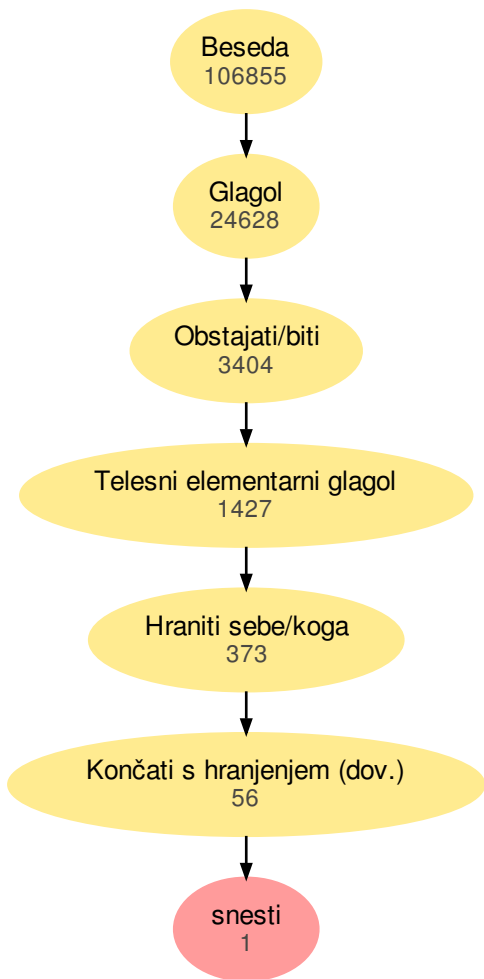 Beseda
106855
Glagol
24628
Obstajati/biti
3404
Telesni elementarni glagol
1427
Hraniti sebe/koga
373
Končati s hranjenjem (dov.)
56
snesti
1